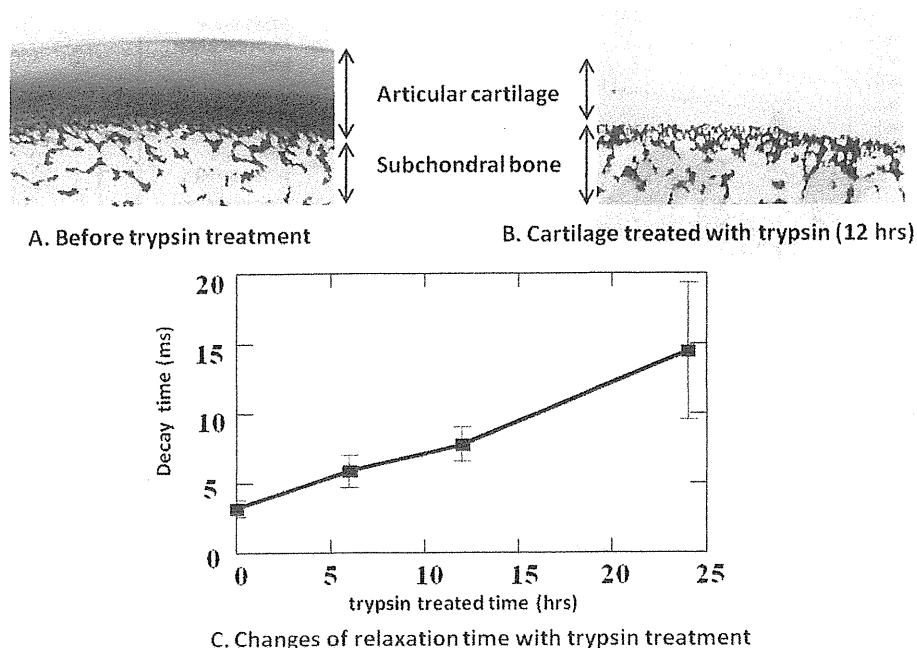 Articular cartilage
Subchondral bone
A. Before trypsin treatment
B. Cartilage treated with trypsin (12 hrs)
20
15
10
5
0
Decay time (ms)
0 5 10 15 20 25
trypsin treated time (hrs)
C. Changes of relaxation time with trypsin treatment